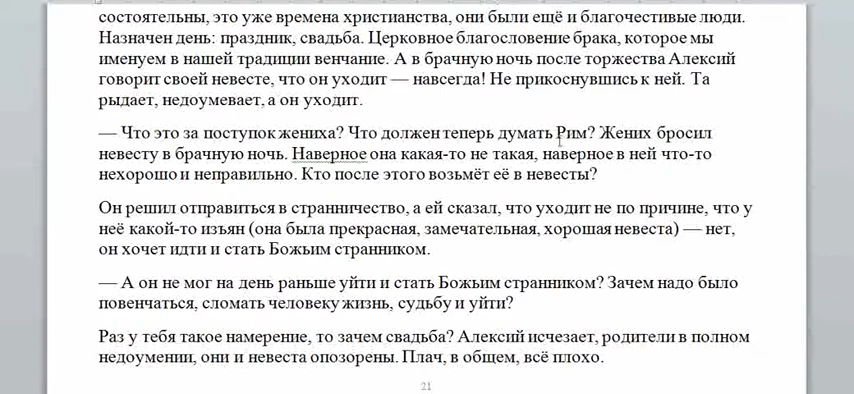 состоятельны, это уже времена христианства, они были ещё и благочестивые люди.
Назначен день: праздник, свадьба. Церковное благословение брака, которое мы
именуем в нашей традиции венчание. А в брачную ночь после торжества Алексий
говорит своей невесте, что он уходит — навсегда! Не прикоснувшись к ней. Та
рыдает, недоумевает, а он уходит.
— Что это за поступок жениха? Что должен теперь думать Рим? Жених бросил
невесту в брачную ночь. Наверное она какая-то не такая, наверное в ней что-то
нехорошо и неправильно. Кто после этого возьмёт её в невесты?
Он решил отправиться в странничество, а ей сказал, что уходит не по причине, что у
неё какой-то изъян (она была прекрасная, замечательная, хорошая невеста) — нет,
он хочет идти и стать Божьим странником.
— А он не мог на день раньше уйти и стать Божьим странником? Зачем надо было
повенчаться, сломать человеку жизнь, судьбу и уйти?
Раз у тебя такое намерение, то зачем свадьба? Алексий исчезает, родители в полном
недоумении, они и невеста опозорены. Плач, в общем, всё плохо.
21